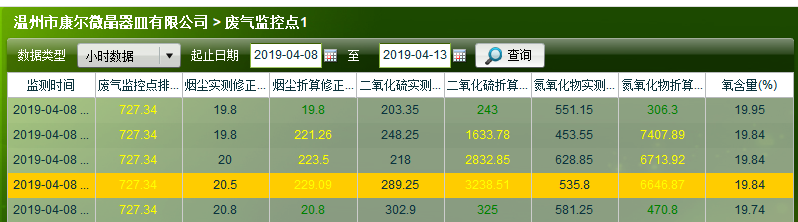 温州市康尔微晶器皿有限公司 > 废气监控点1
数据类型 小时数据 起止日期 2019-04-08 至 2019-04-13 查询
监测时间 废气监控点排... 烟尘实测修正... 烟尘折算修正... 二氧化硫实测... 二氧化硫折算... 氮氧化物实测... 氮氧化物折算... 氧含量(%)
2019-04-08 ... 727.34 19.8 19.8 203.35 243 551.15 306.3 19.95
2019-04-08 ... 727.34 19.8 221.26 248.25 1633.78 453.55 7407.89 19.84
2019-04-08 ... 727.34 20 223.5 218 2832.85 628.85 6713.92 19.84
2019-04-08 ... 727.34 20.5 229.09 289.25 3238.51 535.8 6646.87 19.84
2019-04-08 ... 727.34 20.8 20.8 302.9 325 581.25 470.8 19.74